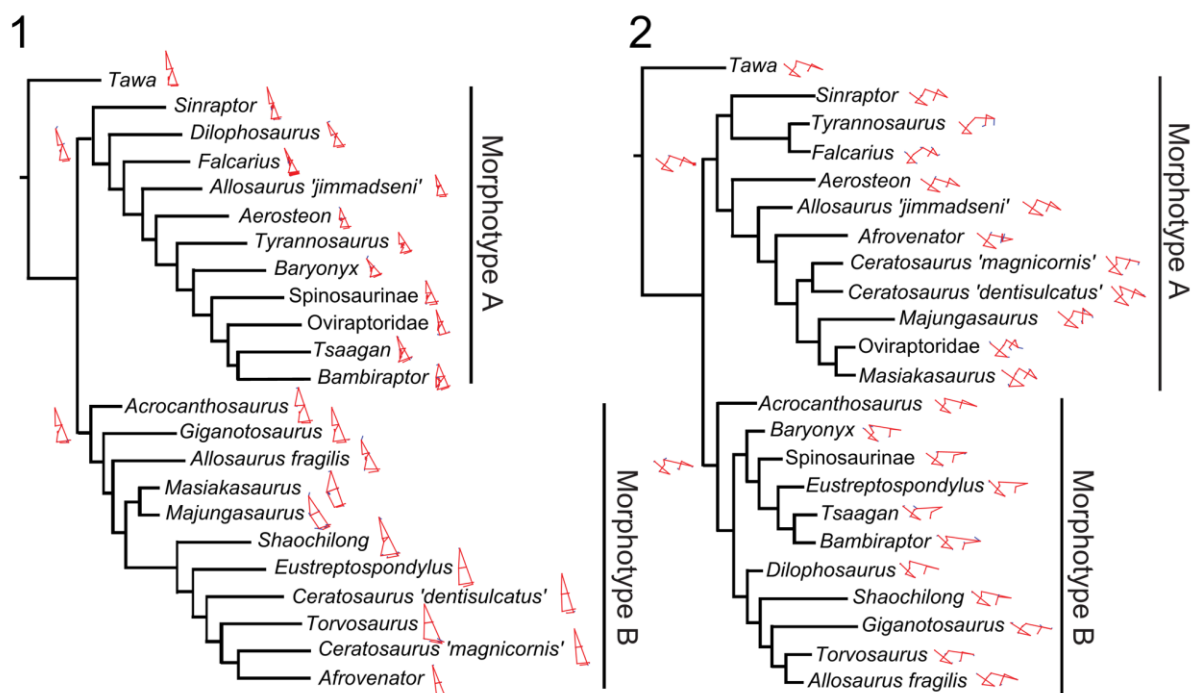 1
Tawa
Sinraptor
Dilophosaurus
Falcarius
Allosaurus 'jimmadseni'
Aerosteon
Tyrannosaurus
Baryonyx
Spinosaurinae
Oviraptoridae
Tsaagan
Bambiraptor
Morphotype A
Acrocanthosaurus
Giganotosaurus
Allosaurus fragilis
Masiakasaurus
Majungasaurus
Shaochilong
Eustreptospondylus
Ceratosaurus 'dentisulcatus'
Torvosaurus
Ceratosaurus 'magnicornis'
Afrovenator
Morphotype B
2
Tawa
Sinraptor
Tyrannosaurus
Falcarius
Aerosteon
Allosaurus 'jimmadseni'
Afrovenator
Ceratosaurus 'magnicornis'
Ceratosaurus 'dentisulcatus'
Majungasaurus
Oviraptoridae
Masiakasaurus
Morphotype A
Acrocanthosaurus
Baryonyx
Spinosaurinae
Eustreptospondylus
Tsaagan
Bambiraptor
Dilophosaurus
Shaochilong
Giganotosaurus
Torvosaurus
Allosaurus fragilis
Morphotype B